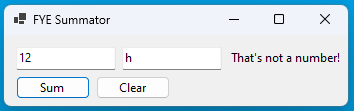 FYE Summator
12 h That's not a number!
Sum Clear